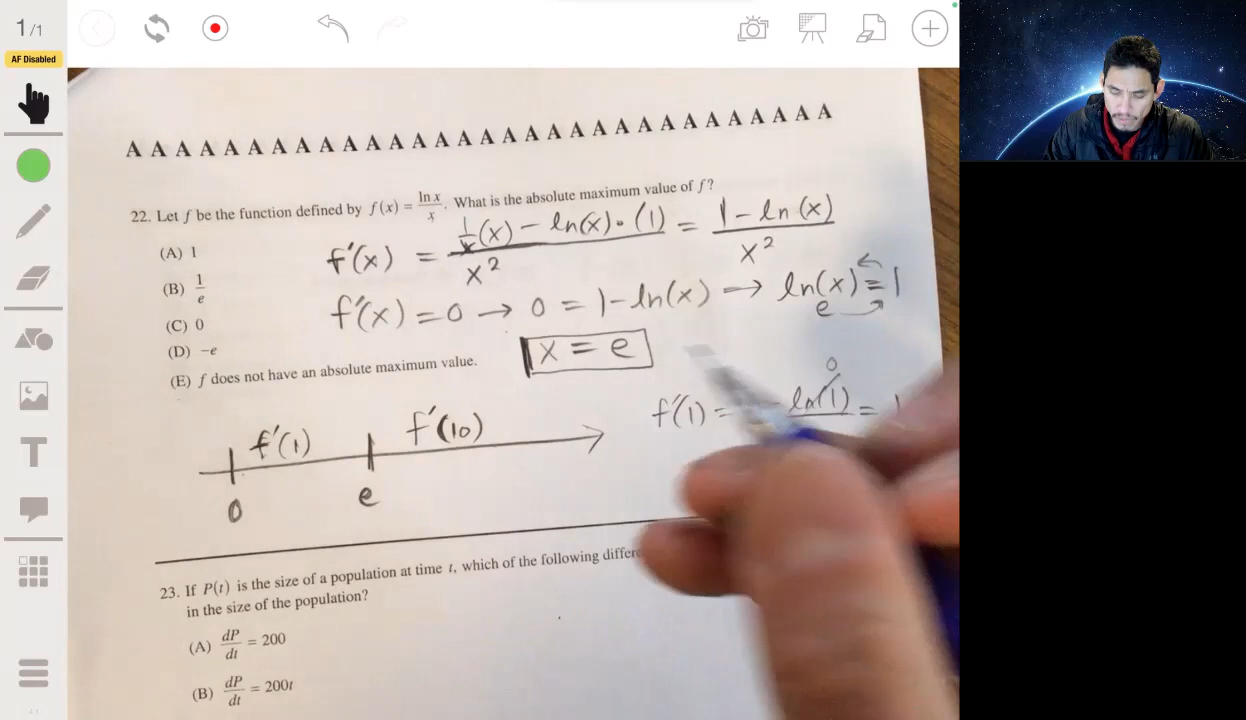 1/1
AF Disabled
A A A A A A A A A A A A A A A A A A A A A A A A A A A A A A
22. Let f be the function defined by f(x) = ln x / x. What is the absolute maximum value of f?
f'(x) = (1/x (x) - ln(x) · (1)) / x² = (1 - ln(x)) / x²
(A) 1
(B) 1/e
f'(x) = 0 → 0 = 1 - ln(x) → ln(x) = 1
e
(C) 0
(D) -e
x = e
(E) f does not have an absolute maximum value.
0
f'(1) = ln(1) = 1
f'(1) f'(10)
0 e
23. If P(t) is the size of a population at time t, which of the following
in the size of the population?
(A) dP/dt = 200
(B) dP/dt = 200t
T